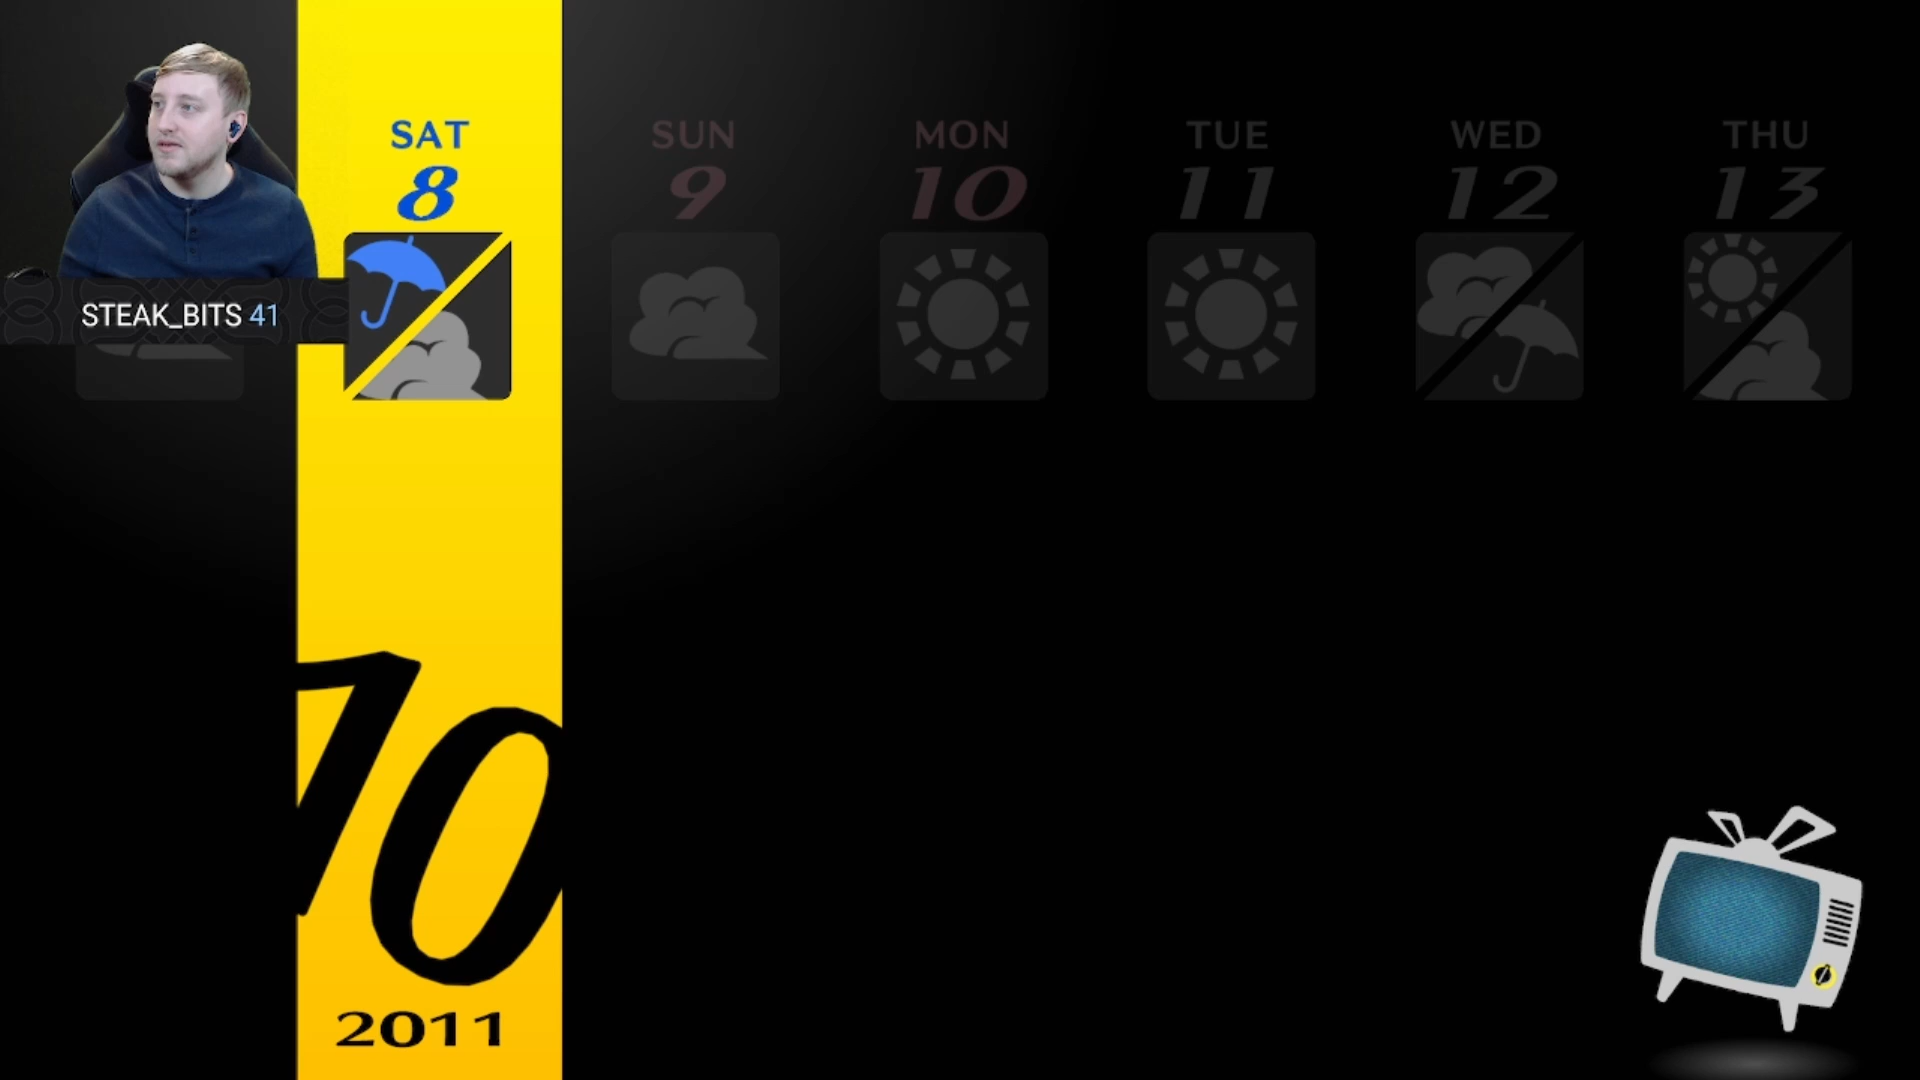 SAT
8
SUN
9
MON
10
TUE
11
WED
12
THU
13
STEAK_BITS 41
10
2011